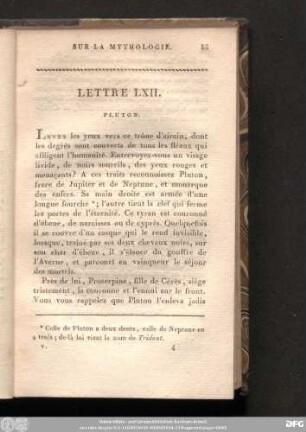 SUR LA MYTHOLOGIE.
LETTRE LXII.
PLUTON.
LEVEZ les yeux vers ce trône d'airain, dont
les degrés sont couverts de tous les fléaux qui
affligent l'humanité. Entrevoyez-vous un visage
livide, de noirs sourcils, des yeux rouges et
menaçants? A ces traits reconnoissez Pluton,
frere de Jupiter et de Neptune, et monarque
des enfers. Sa main droite est armée d'une
longue fourche *; l'autre tient la clef qui ferme
les portes de l'éternité. Ce tyran est couronné
d'ébene, de narcisses ou de cyprès. Quelquefois
il se couvre d'un casque qui le rend invisible,
lorsque, traîné par ses deux chevaux noirs, sur
son char d'ébene, il s'élance du gouffre de
l'Averne, et parcourt en vainqueur le séjour
des mortels.
Près de lui, Proserpine, fille de Cérès, siège
tristement, la couronne et l'ennui sur le front.
Vous vous rappelez que Pluton l'enleva jadis
* Celle de Pluton a deux dents, celle de Neptune en
a trois; de-là lui vient le nom de Trident.
v. 4